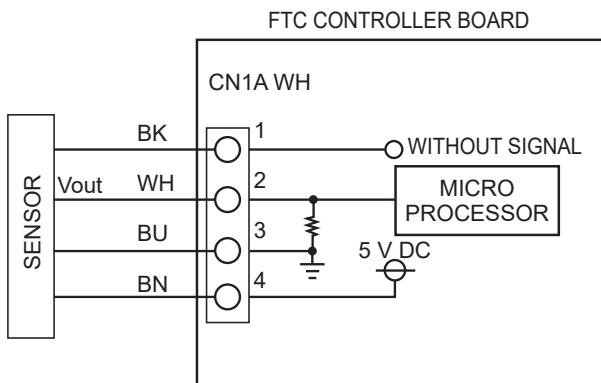 FTC CONTROLLER BOARD
CN1A WH
BK
1
WITHOUT SIGNAL
Vout
WH
2
MICRO
PROCESSOR
SENSOR
BU
3
5 V DC
BN
4